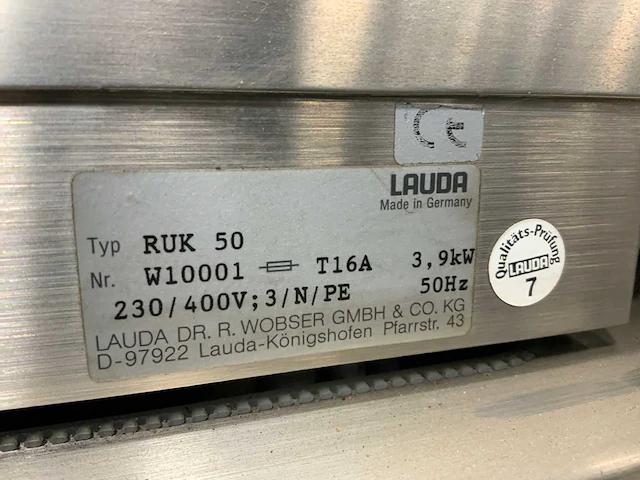 CE
LAUDA
Made in Germany
Typ RUK 50
Nr. W10001 T16A 3,9kW
230/400V;3/N/PE 50Hz
LAUDA DR. R. WOBSER GMBH & CO. KG
D-97922 Lauda-Königshofen Pfarrstr. 43
Qualitäts-Prüfung
LAUDA
7